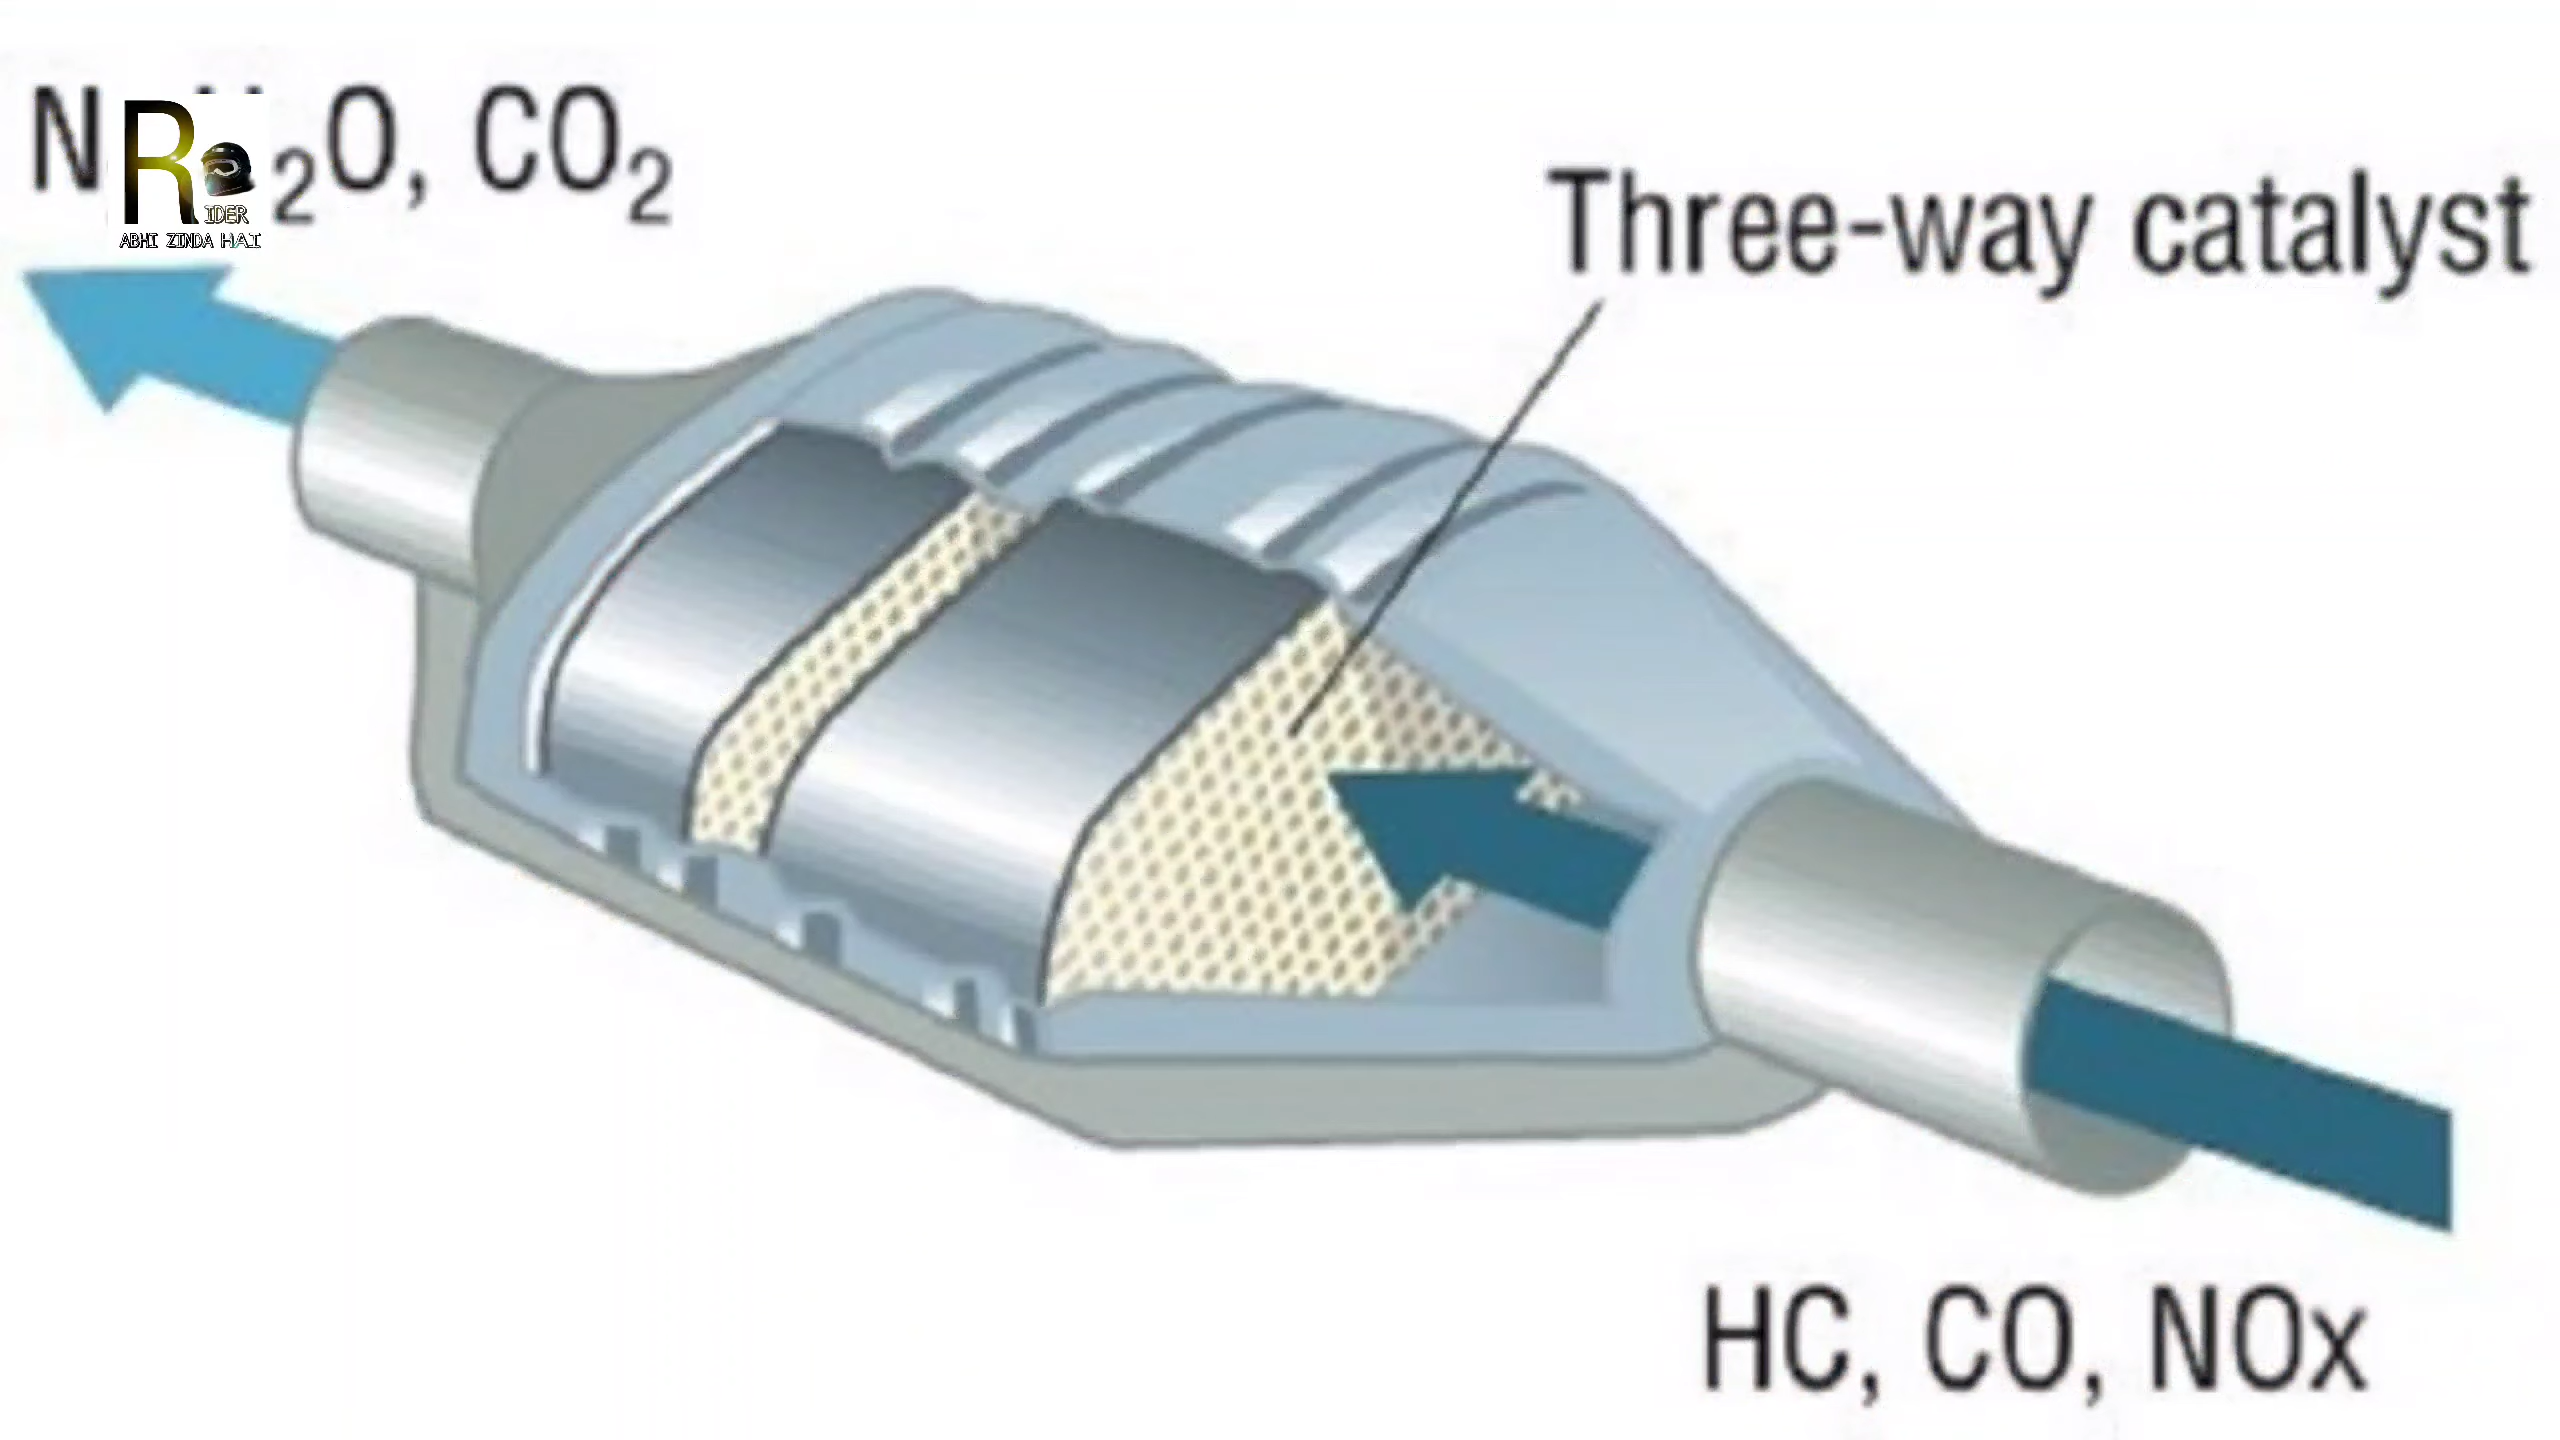 N 2O, CO2
RIDER
ABHI ZINDA HAI
Three-way catalyst
HC, CO, NOx